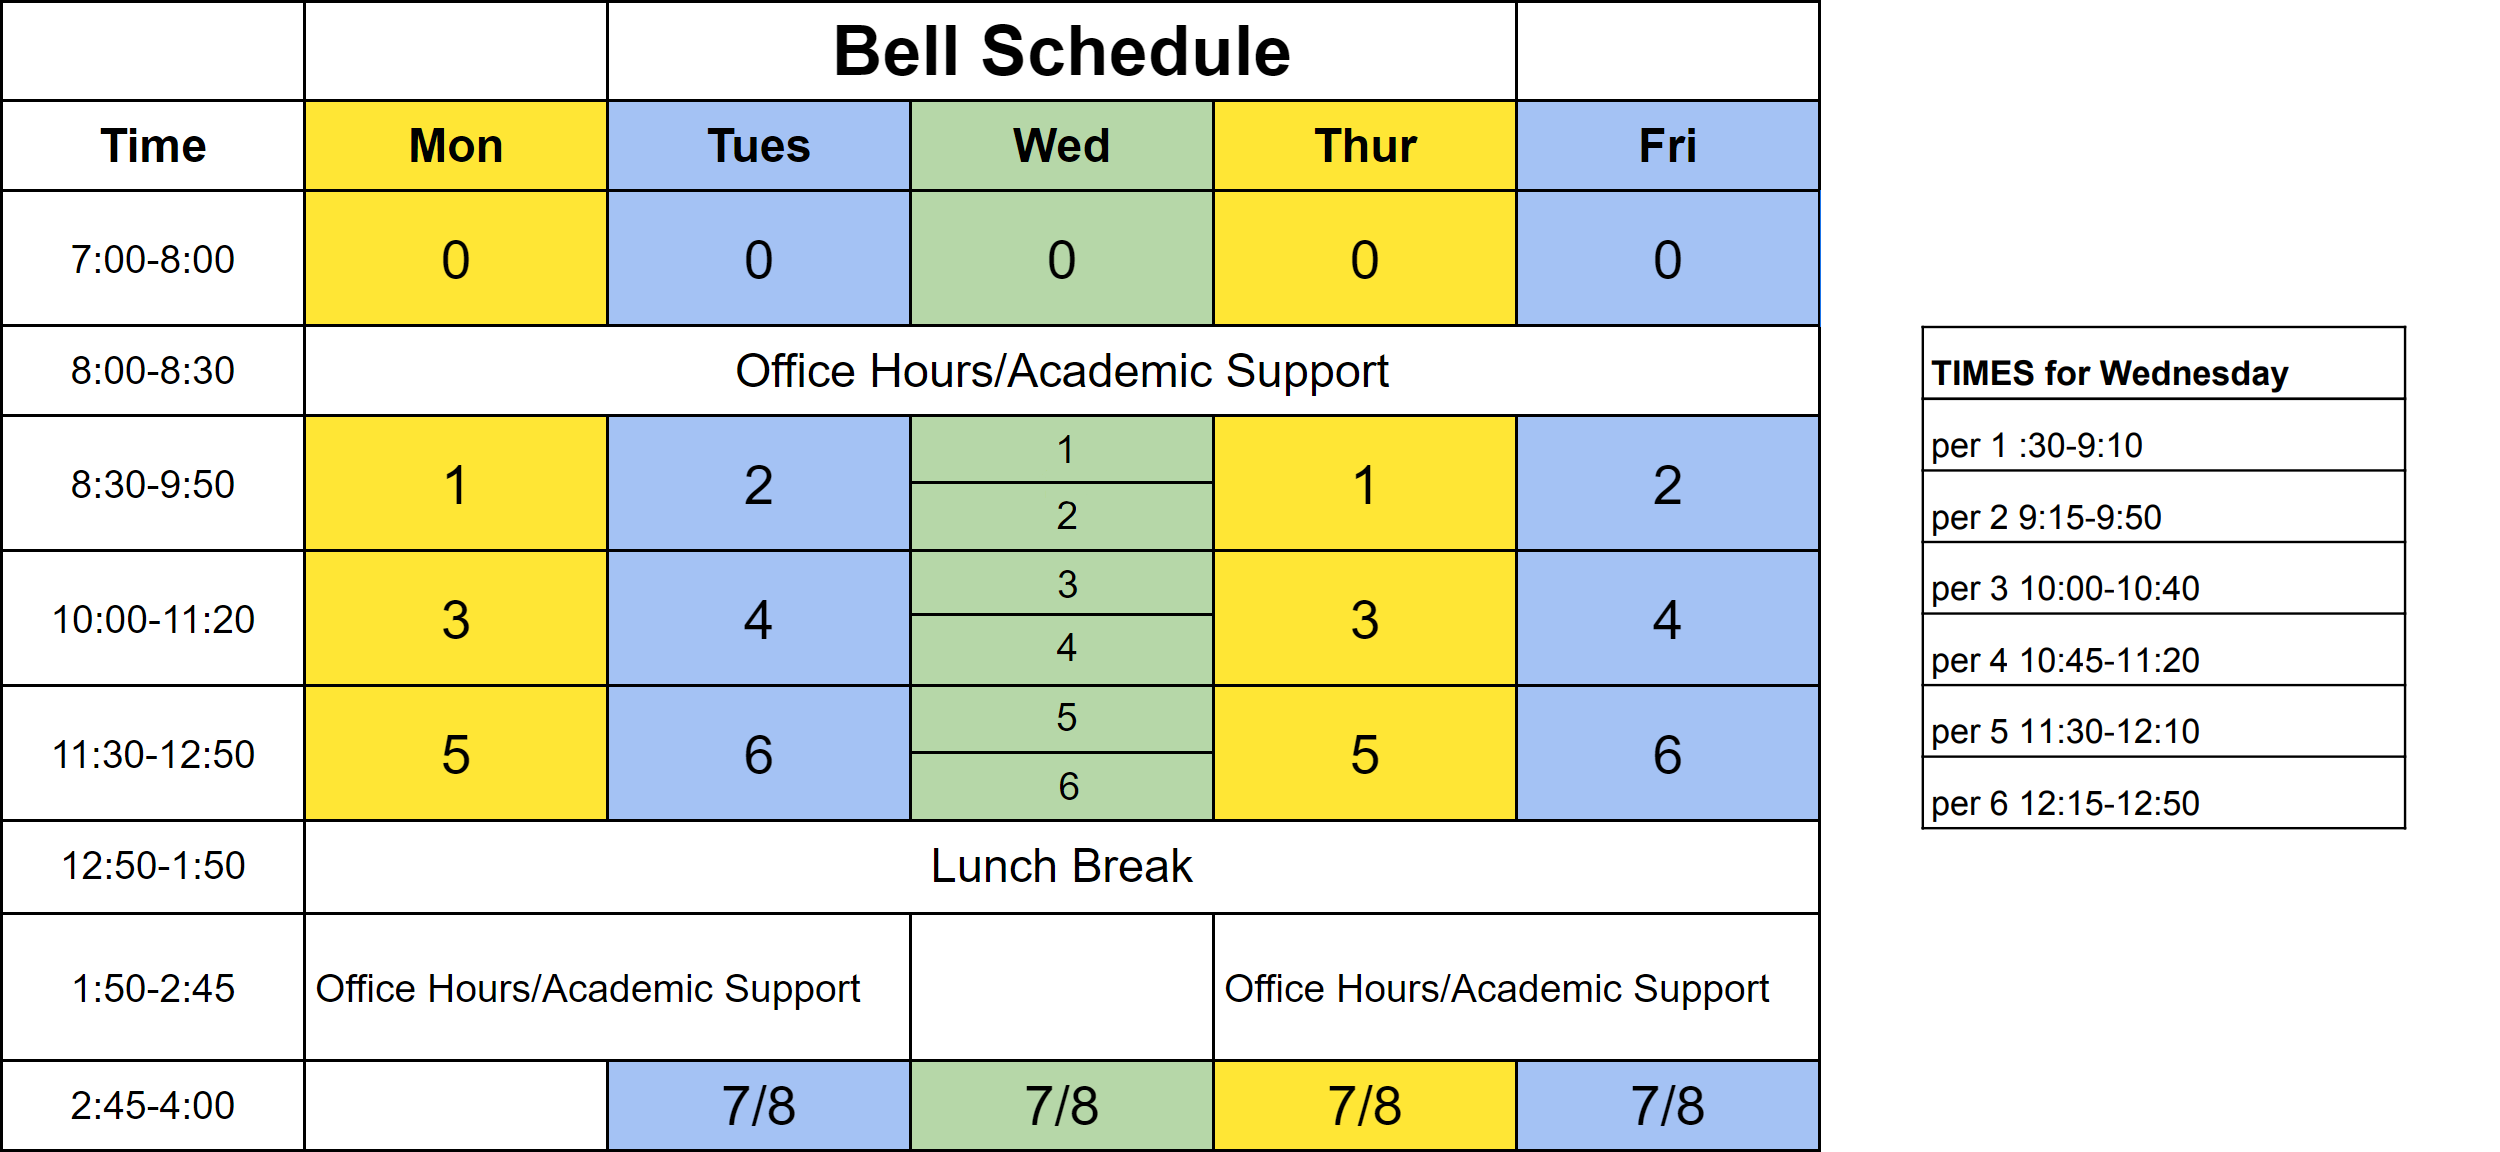 Bell Schedule
Time Mon Tues Wed Thur Fri
7:00-8:00 0 0 0 0 0
8:00-8:30 Office Hours/Academic Support
8:30-9:50 1 2 1 1 2
2
10:00-11:20 3 4 3 3 4
4
11:30-12:50 5 6 5 5 6
6
12:50-1:50 Lunch Break
1:50-2:45 Office Hours/Academic Support Office Hours/Academic Support
2:45-4:00 7/8 7/8 7/8 7/8
TIMES for Wednesday
per 1 :30-9:10
per 2 9:15-9:50
per 3 10:00-10:40
per 4 10:45-11:20
per 5 11:30-12:10
per 6 12:15-12:50